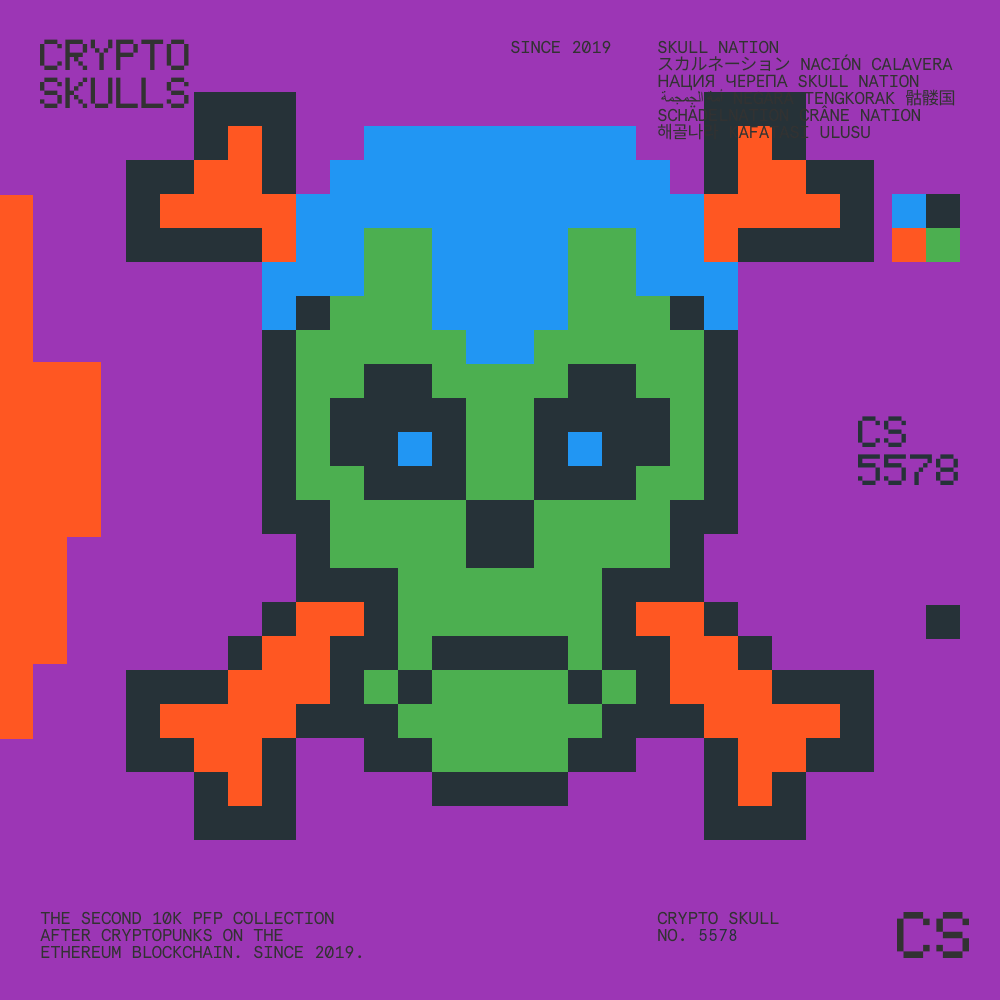 CRYPTO
SKULLS
SINCE 2019
SKULL NATION
スカルネーション NACIÓN CALAVERA
НАЦИЯ ЧЕРЕПА SKULL NATION
TENGKORAK 骷髅国
CRÂNE NATION
ULUSU
CS
5578
THE SECOND 10K PFP COLLECTION
AFTER CRYPTOPUNKS ON THE
ETHEREUM BLOCKCHAIN. SINCE 2019.
CRYPTO SKULL
NO. 5578
CS